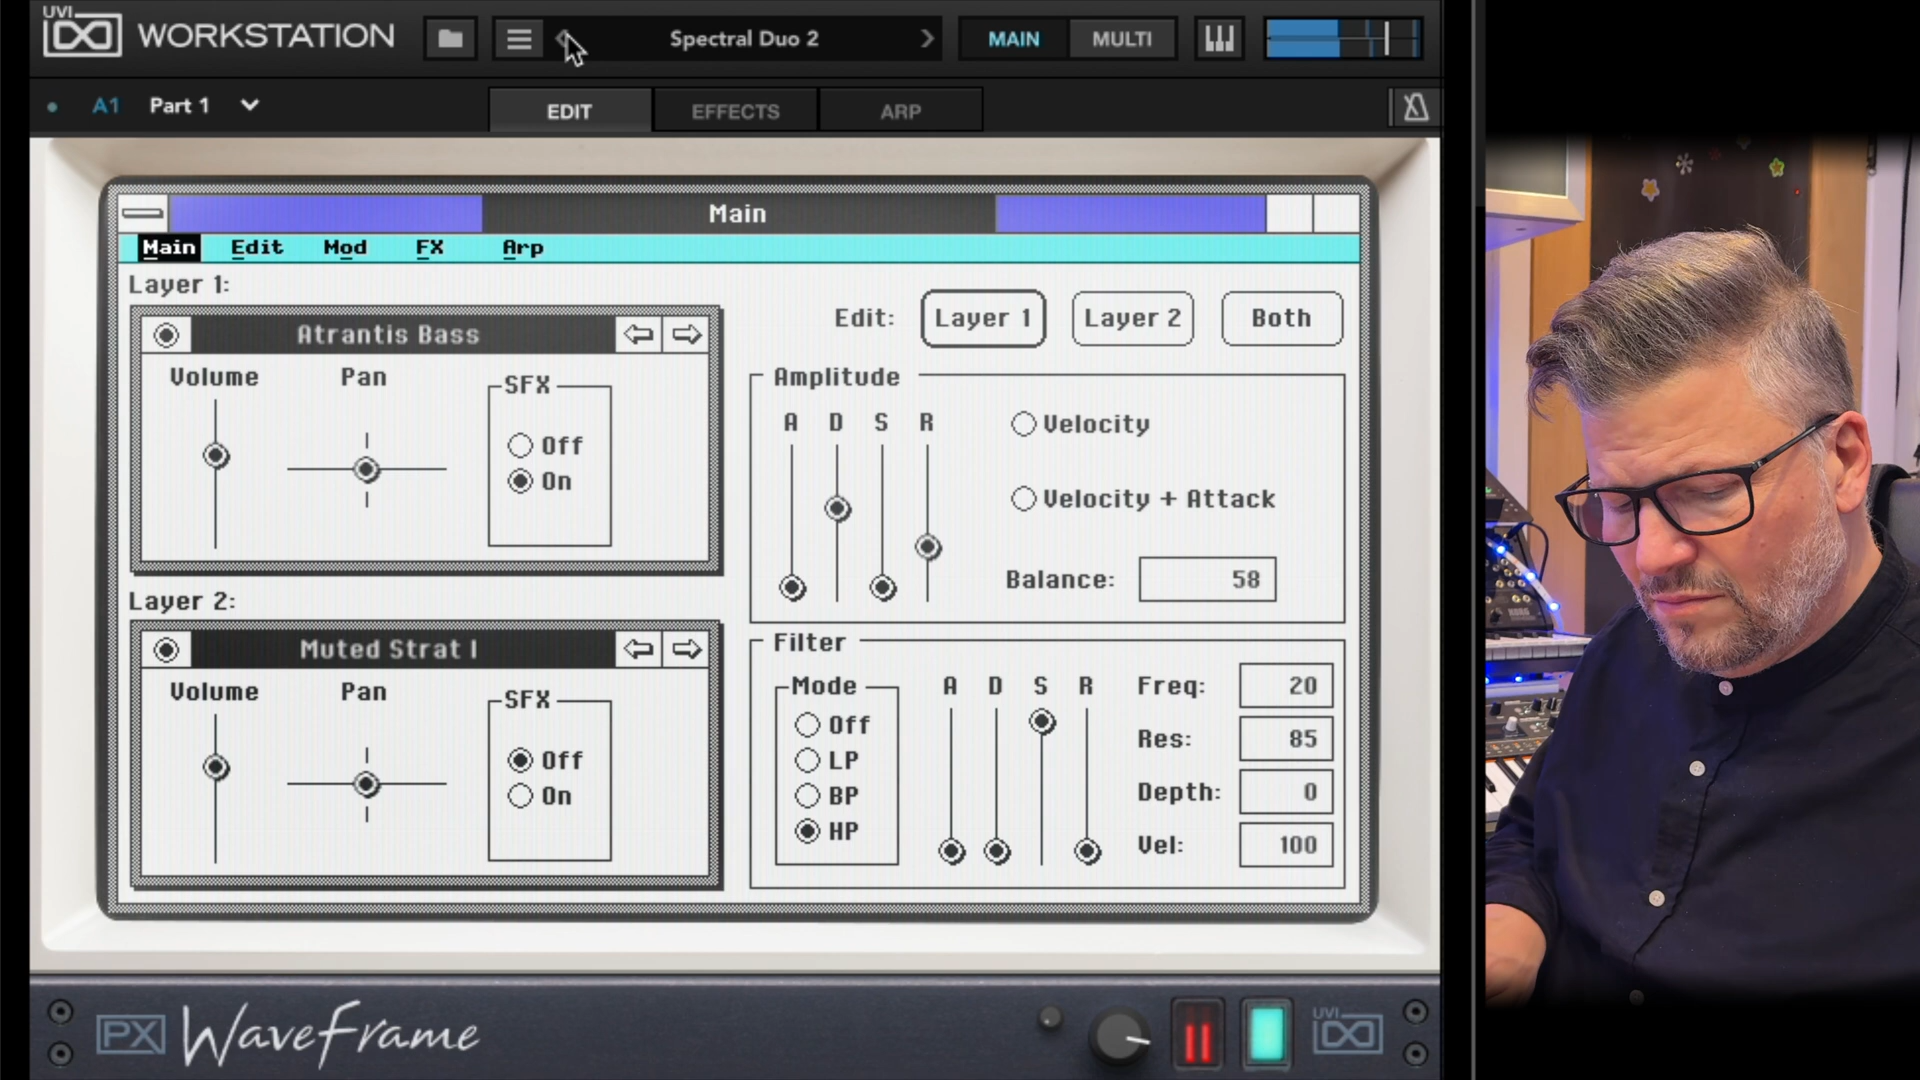 UVI
WORKSTATION
Spectral Duo 2
MAIN
MULTI
A1
Part 1
EDIT
EFFECTS
ARP
Main
Main Edit Mod FX Arp
Layer 1:
Atrantis Bass
Volume
Pan
SFX
Off
On
Edit:
Layer 1
Layer 2
Both
Amplitude
A D S R
Velocity
Velocity + Attack
Balance: 58
Layer 2:
Muted Strat I
Volume
Pan
SFX
Off
On
Filter
Mode
Off
LP
BP
HP
A D S R
Freq: 20
Res: 85
Depth: 0
Vel: 100
PX WaveFrame
UVI